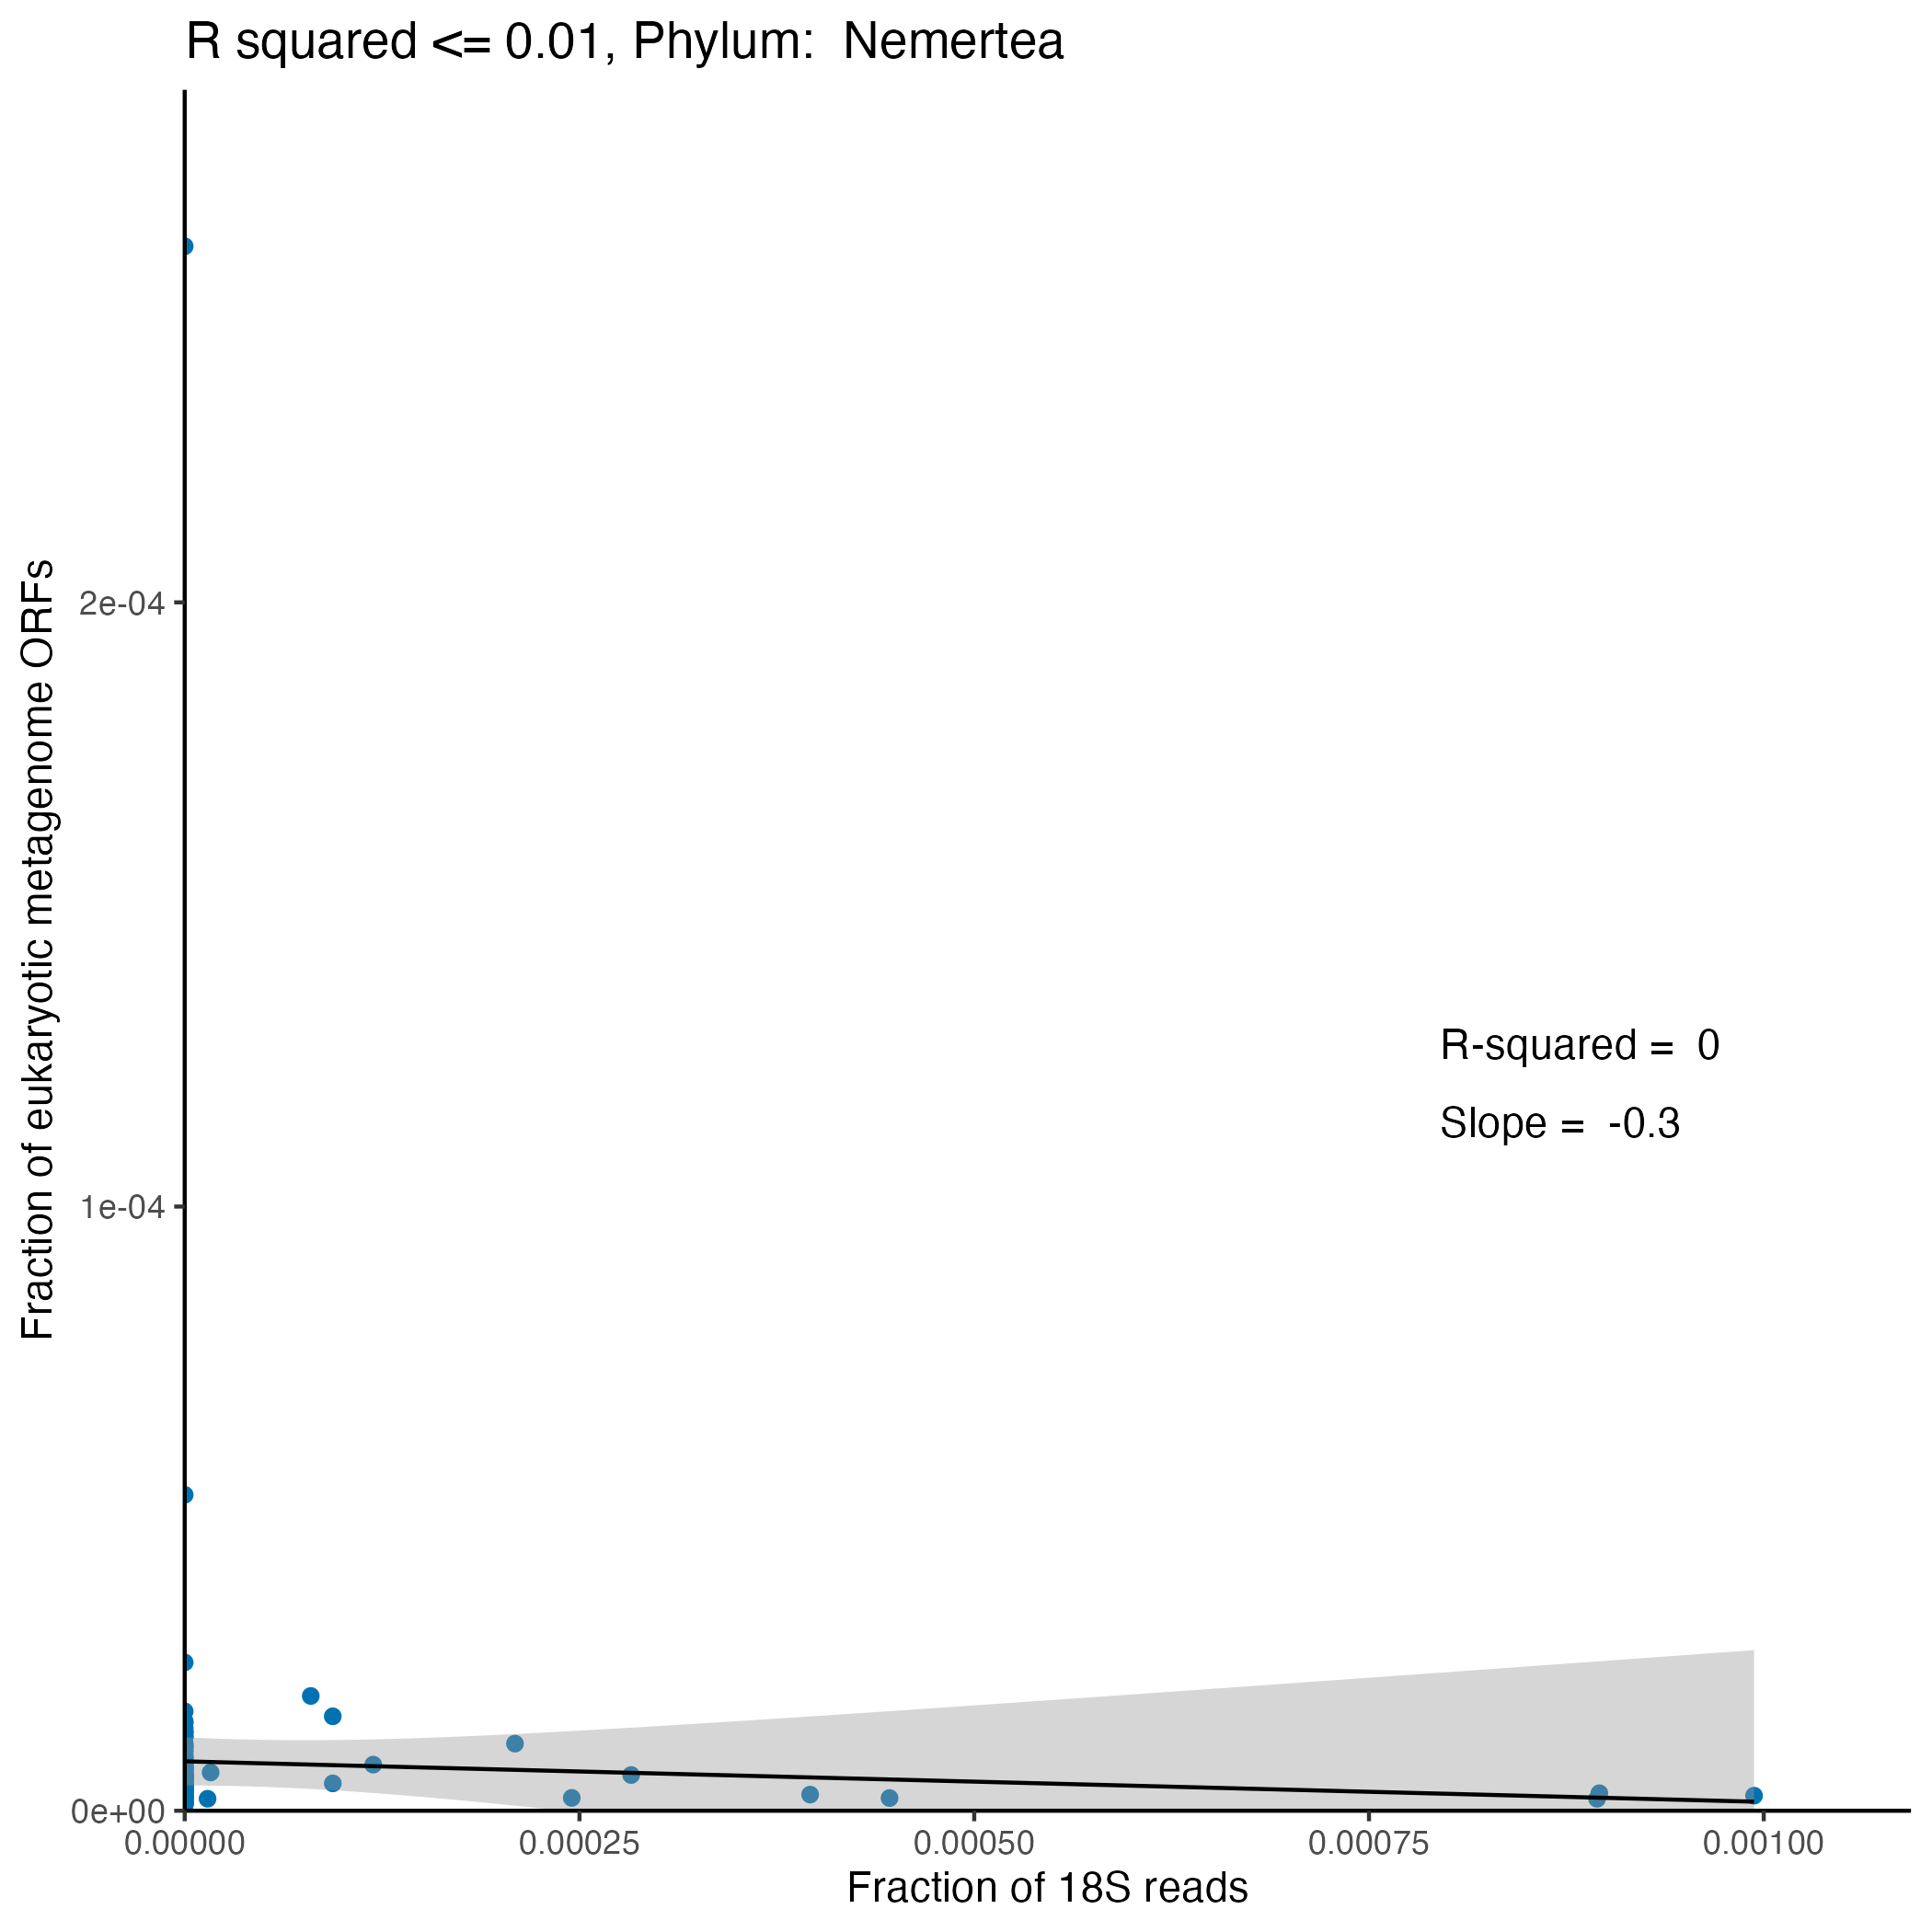 R squared <= 0.01, Phylum:  Nemertea
Fraction of eukaryotic metagenome ORFs
2e-04
1e-04
0e+00
R-squared =  0
Slope =  -0.3
0.00000
0.00025
0.00050
0.00075
0.00100
Fraction of 18S reads